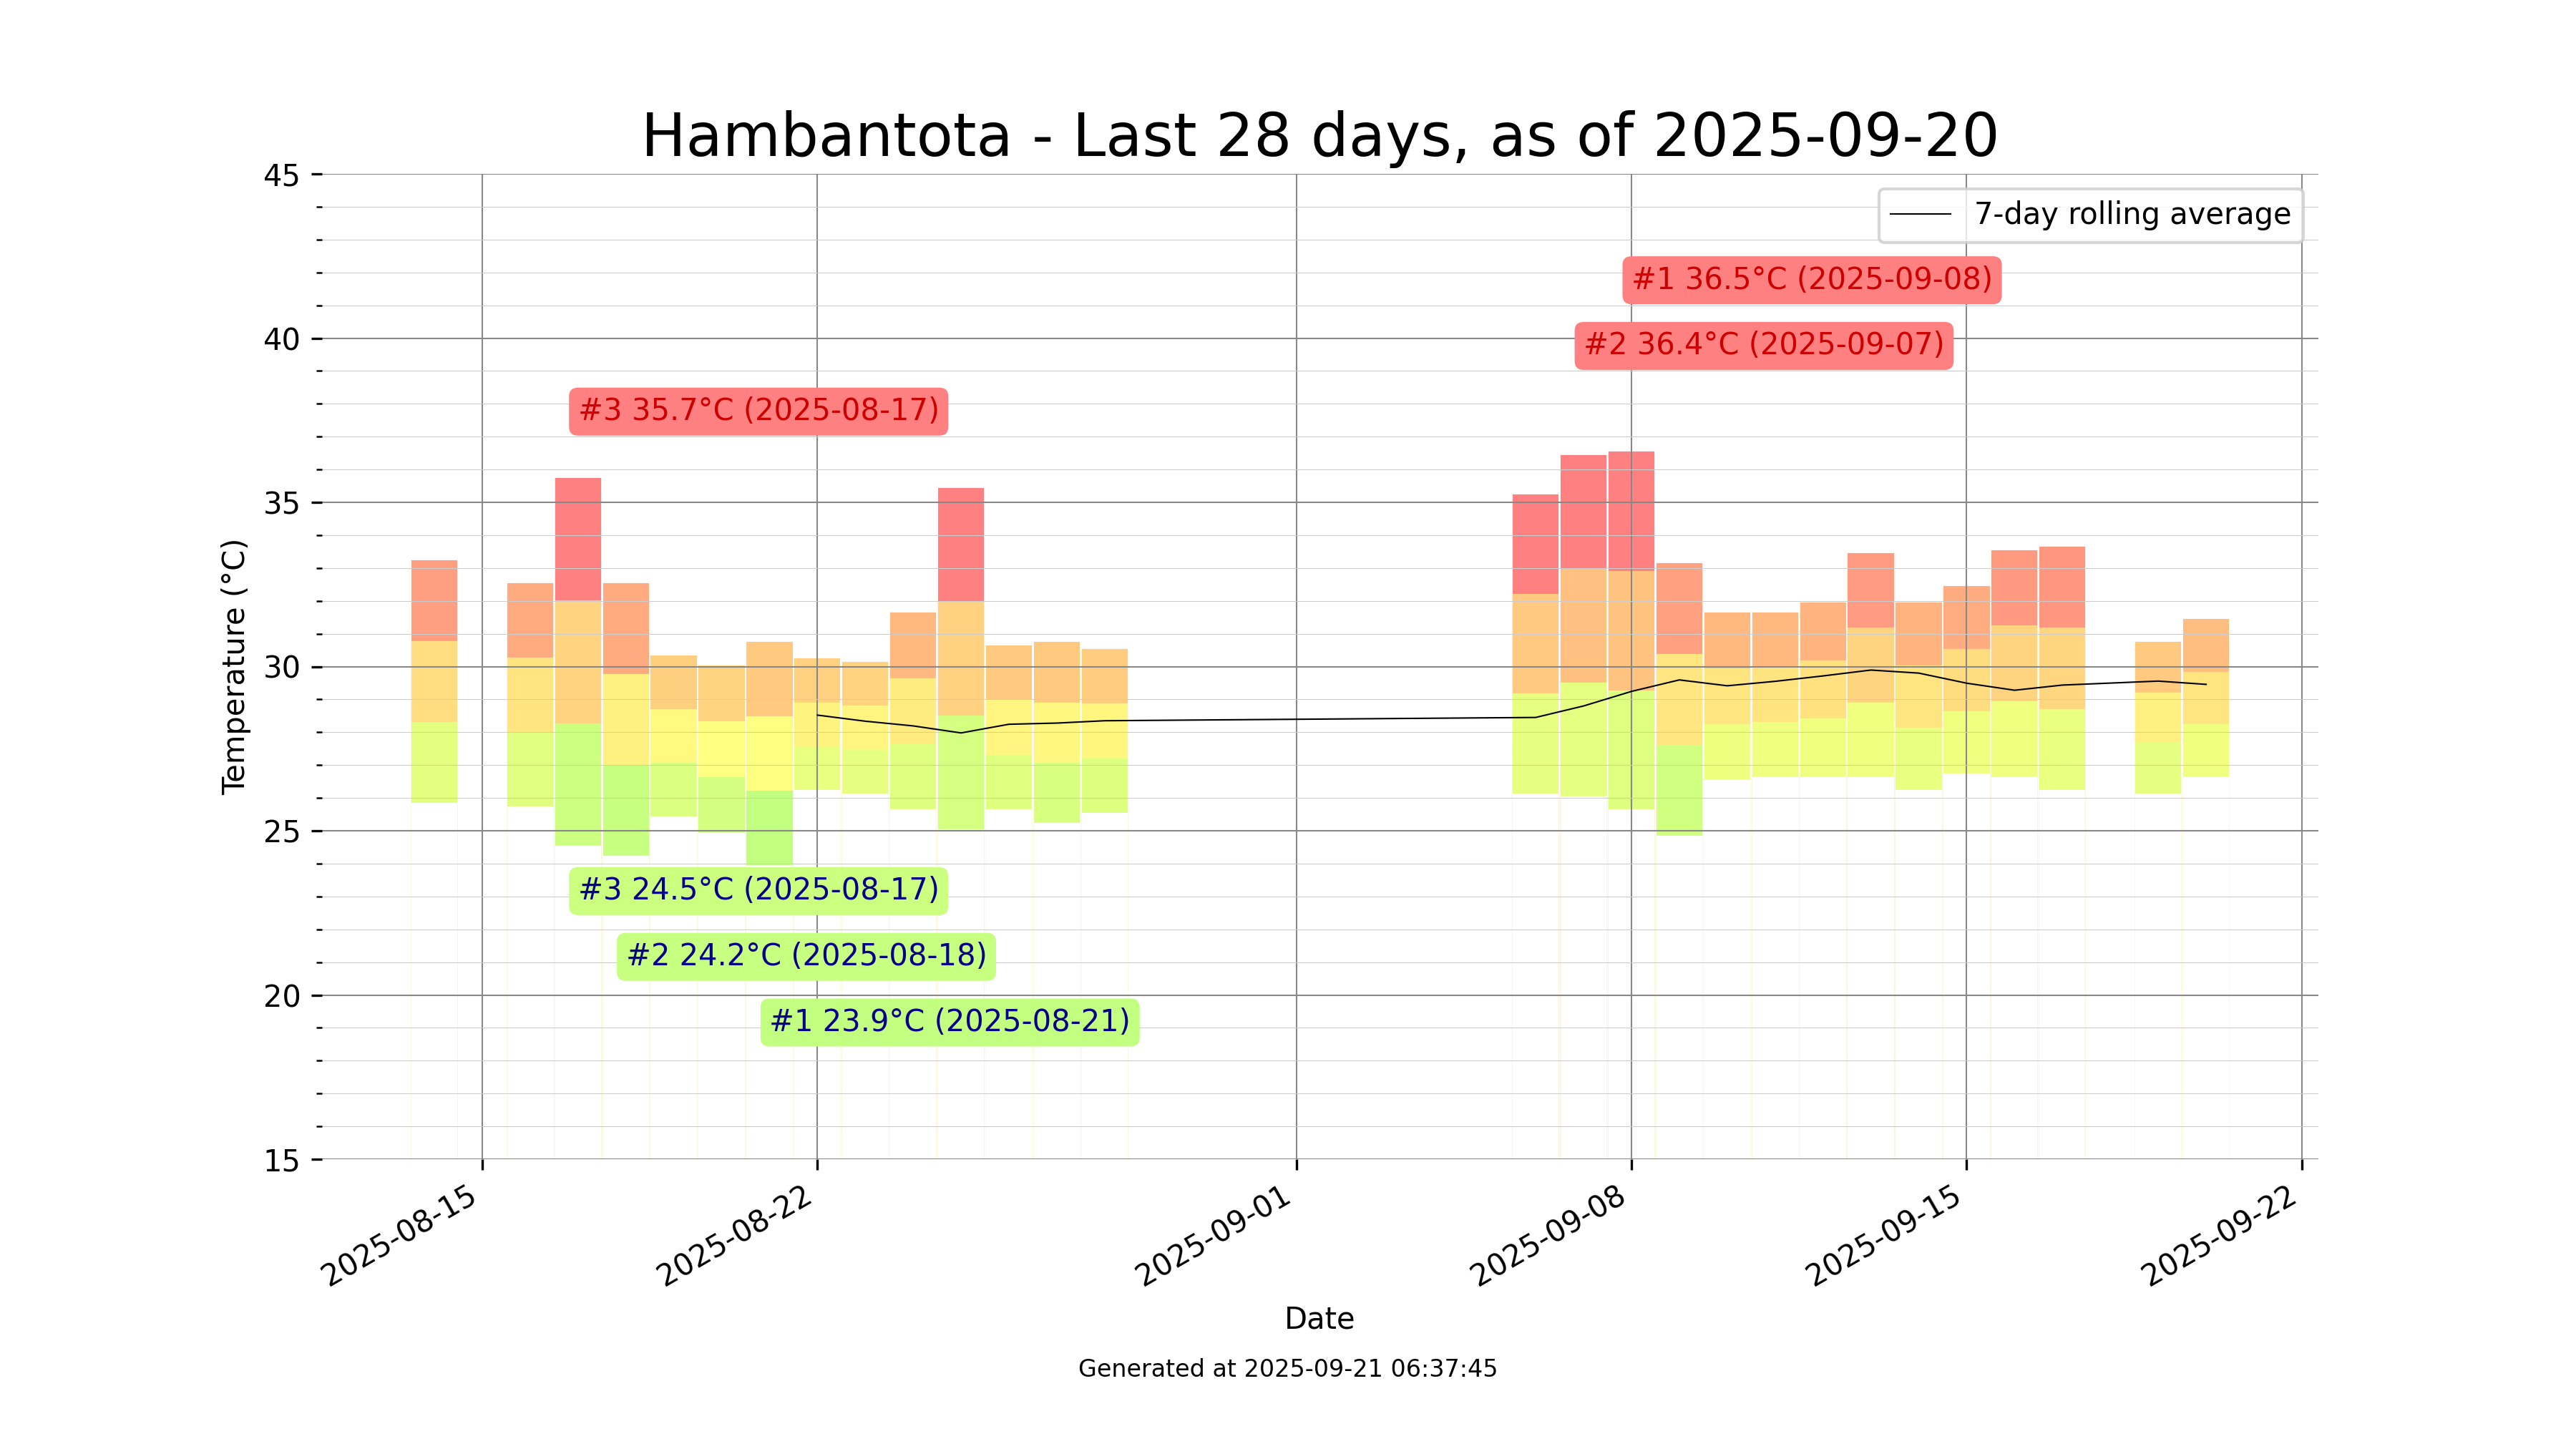 Hambantota - Last 28 days, as of 2025-09-20
45
7-day rolling average
#1 36.5°C (2025-09-08)
#2 36.4°C (2025-09-07)
40
#3 35.7°C (2025-08-17)
35
30
Temperature (°C)
25
#3 24.5°C (2025-08-17)
#2 24.2°C (2025-08-18)
20
#1 23.9°C (2025-08-21)
15
2025-08-15
2025-08-22
2025-09-01
2025-09-08
2025-09-15
2025-09-22
Date
Generated at 2025-09-21 06:37:45